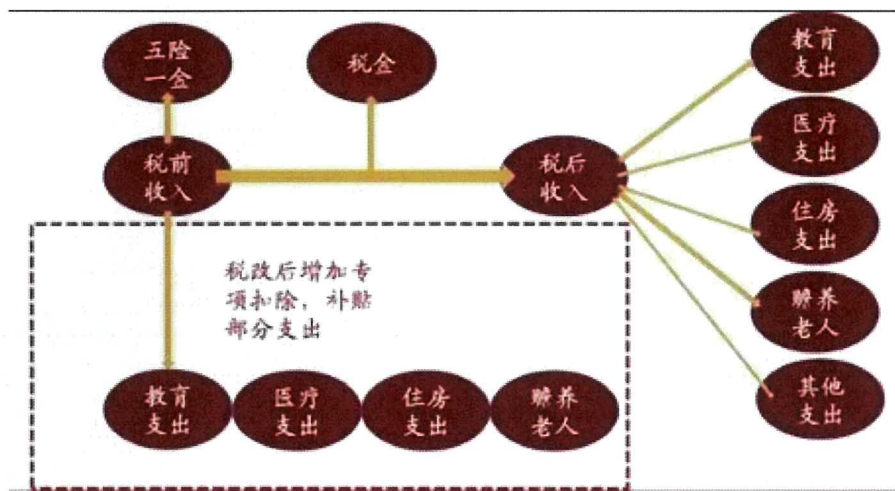 五险
一金
税金
教育
支出
医疗
支出
税前
收入
税后
收入
住房
支出
税改后增加专
项扣除，补贴
部分支出
赡养
老人
教育
支出
医疗
支出
住房
支出
赡养
老人
其他
支出